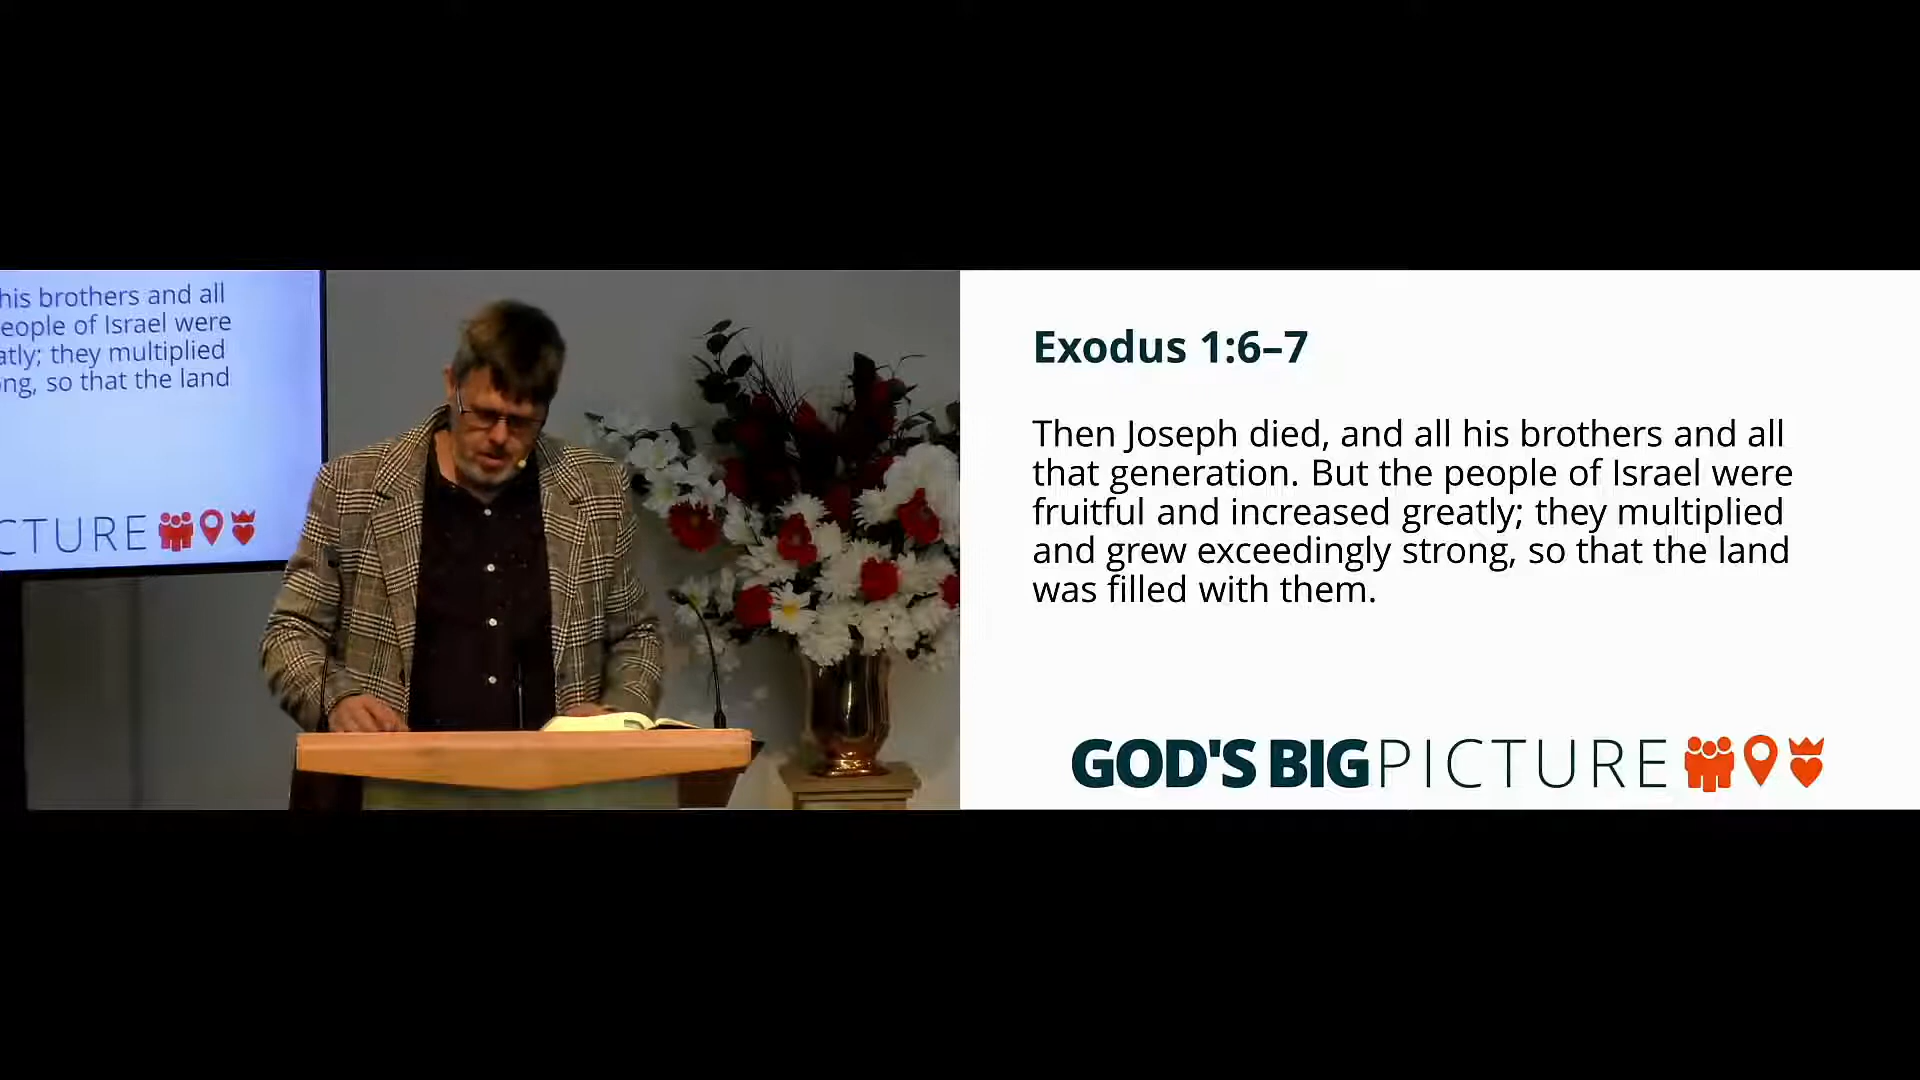 his brothers and all
eople of Israel were
atly; they multiplied
ong, so that the land
CTURE
Exodus 1:6–7
Then Joseph died, and all his brothers and all
that generation. But the people of Israel were
fruitful and increased greatly; they multiplied
and grew exceedingly strong, so that the land
was filled with them.
GOD'S BIG PICTURE